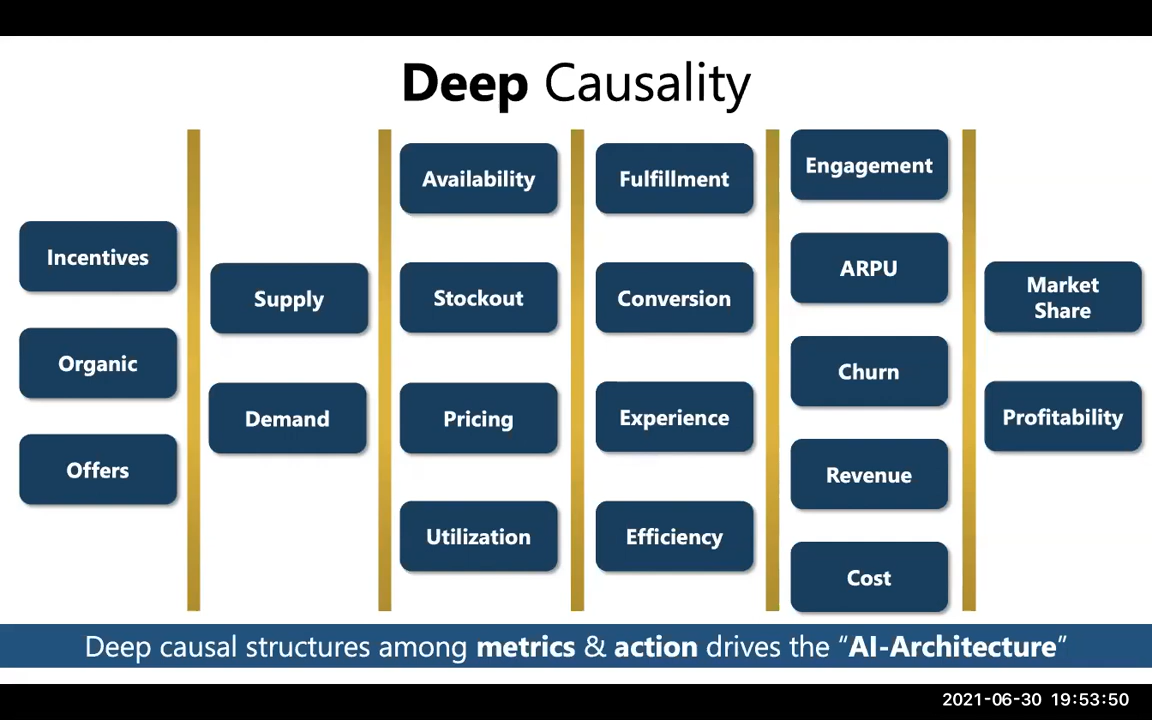 Deep Causality
Incentives
Organic
Offers
Supply
Demand
Availability
Stockout
Pricing
Utilization
Fulfillment
Conversion
Experience
Efficiency
Engagement
ARPU
Churn
Revenue
Cost
Market
Share
Profitability
Deep causal structures among metrics & action drives the “AI-Architecture”
2021-06-30 19:53:50